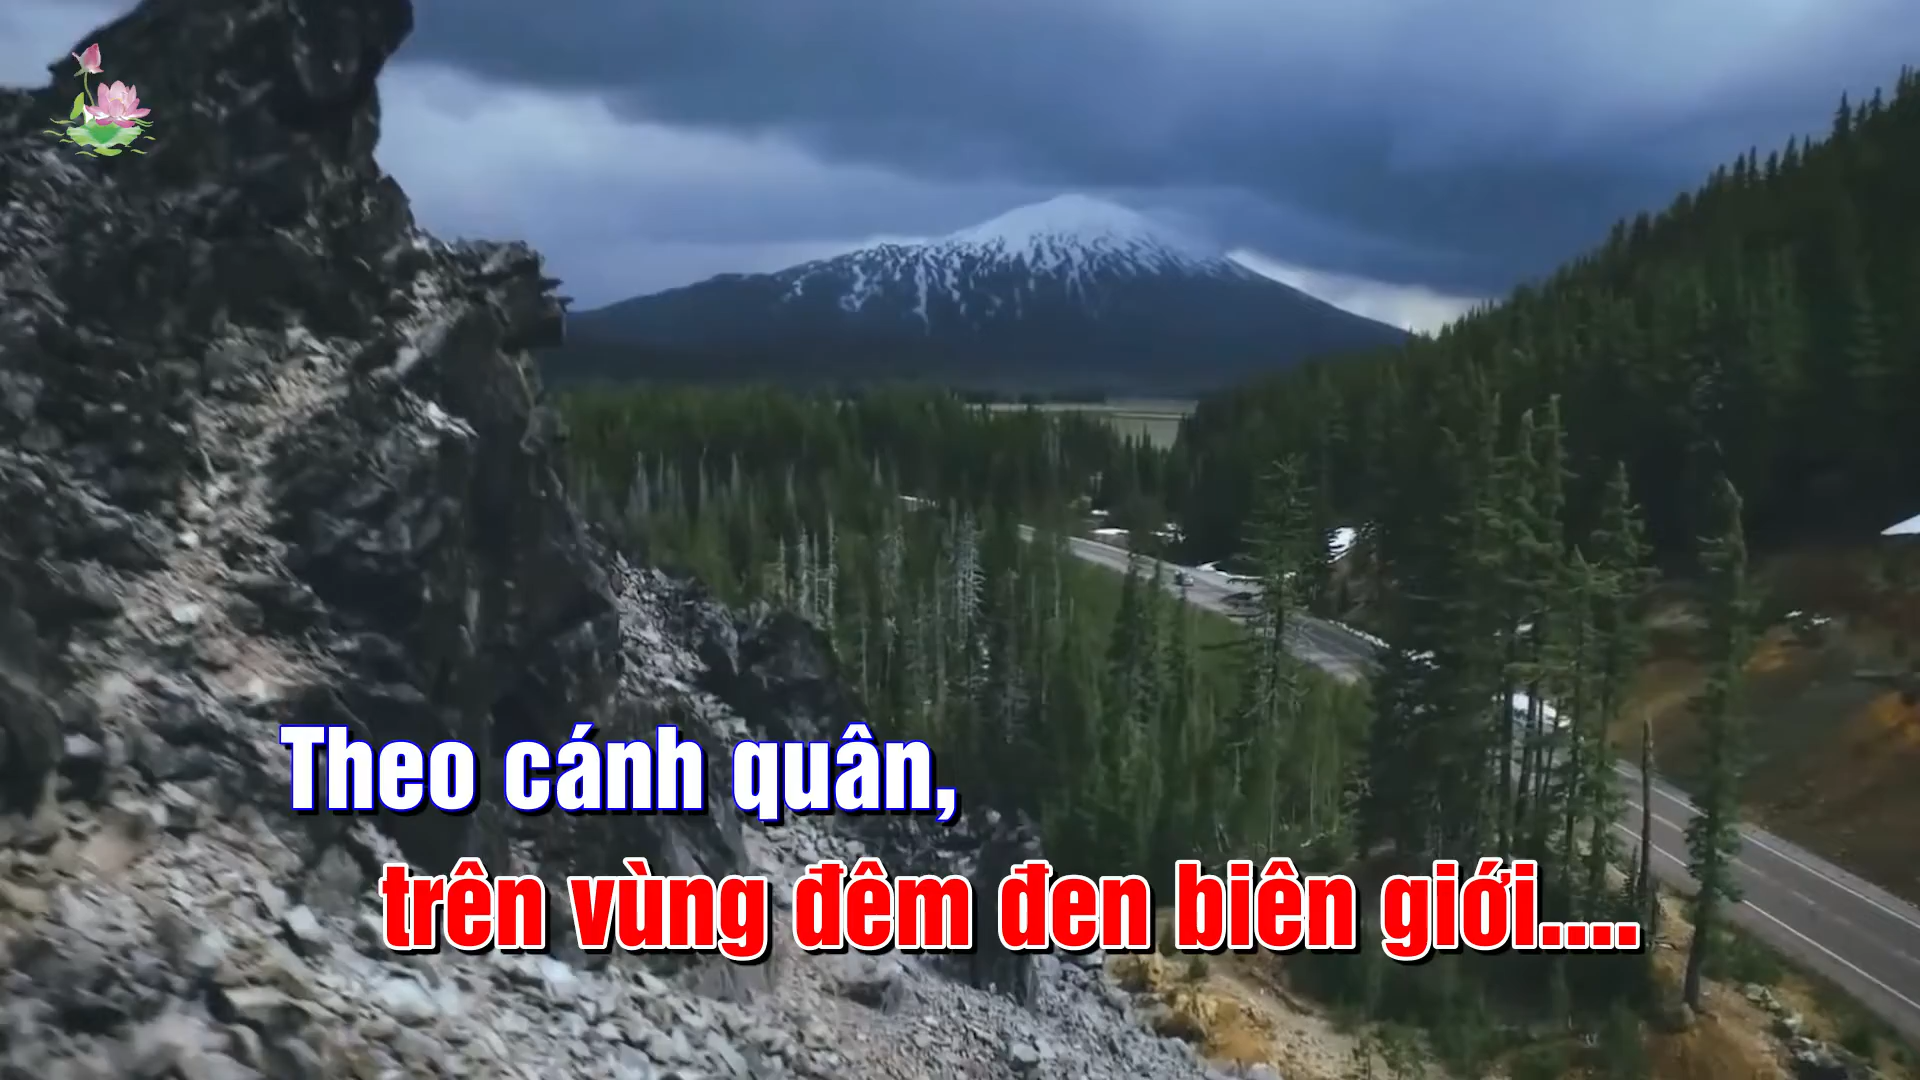 Theo cánh quân,
trên vùng đêm đen biên giới....